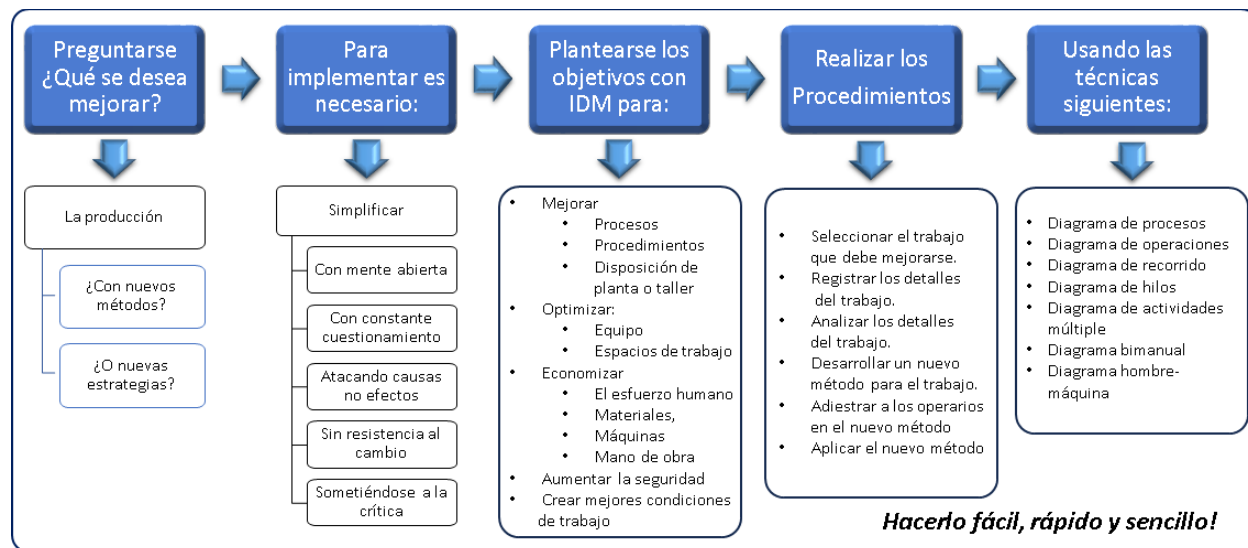 Preguntarse
¿Qué se desea
mejorar?
Para
implementar es
necesario:
Plantearse los
objetivos con
IDM para:
Realizar los
Procedimientos
Usando las
técnicas
siguientes:
La producción
¿Con nuevos
métodos?
¿O nuevas
estrategias?
Simplificar
Con mente abierta
Con constante
cuestionamiento
Atacando causas
no efectos
Sin resistencia al
cambio
Sometiéndose a la
crítica
• Mejorar
• Procesos
• Procedimientos
• Disposición de
planta o taller
• Optimizar:
• Equipo
• Espacios de trabajo
• Economizar
• El esfuerzo humano
• Materiales,
• Máquinas
• Mano de obra
• Aumentar la seguridad
• Crear mejores condiciones
de trabajo
• Seleccionar el trabajo
que debe mejorarse.
• Registrar los detalles
del trabajo.
• Analizar los detalles
del trabajo.
• Desarrollar un nuevo
método para el trabajo.
• Adiestrar a los operarios
en el nuevo método
• Aplicar el nuevo método
• Diagrama de procesos
• Diagrama de operaciones
• Diagrama de recorrido
• Diagrama de hilos
• Diagrama de actividades
múltiple
• Diagrama bimanual
• Diagrama hombre-
máquina
Hacerlo fácil, rápido y sencillo!